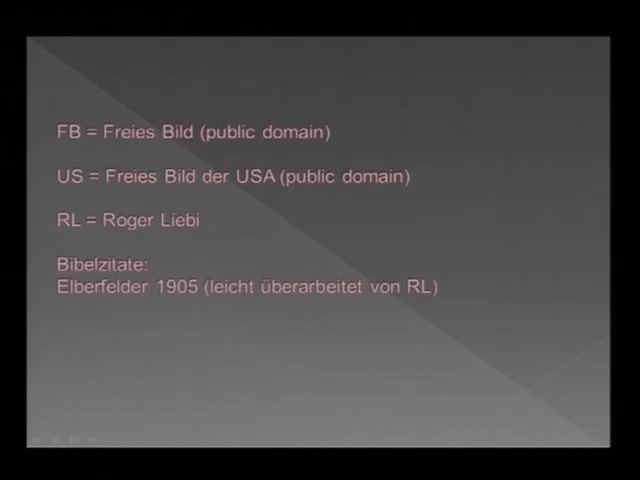 FB = Freies Bild (public domain)
US = Freies Bild der USA (public domain)
RL = Roger Liebi
Bibelzitate:
Elberfelder 1905 (leicht überarbeitet von RL)